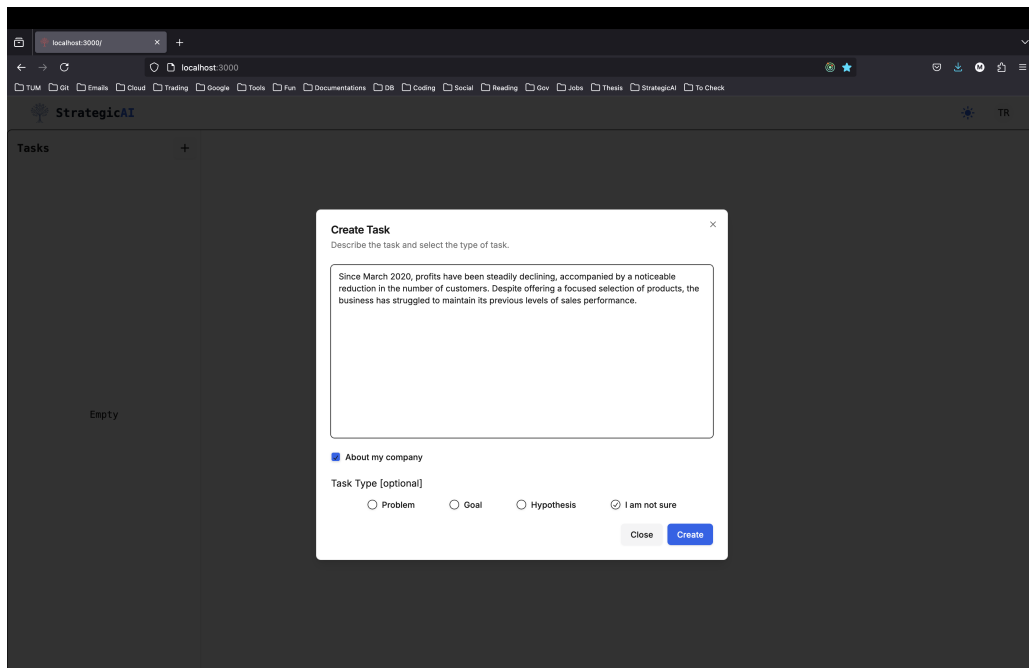 localhost:3000/
localhost:3000
TUM Git Emails Cloud Trading Google Tools Fun Documentations DB Coding Social Reading Gov Jobs Thesis StrategicAI To Check
StrategicAI
TR
Tasks +
Empty
Create Task
Describe the task and select the type of task.
Since March 2020, profits have been steadily declining, accompanied by a noticeable
reduction in the number of customers. Despite offering a focused selection of products, the
business has struggled to maintain its previous levels of sales performance.
About my company
Task Type [optional]
Problem Goal Hypothesis I am not sure
Close Create